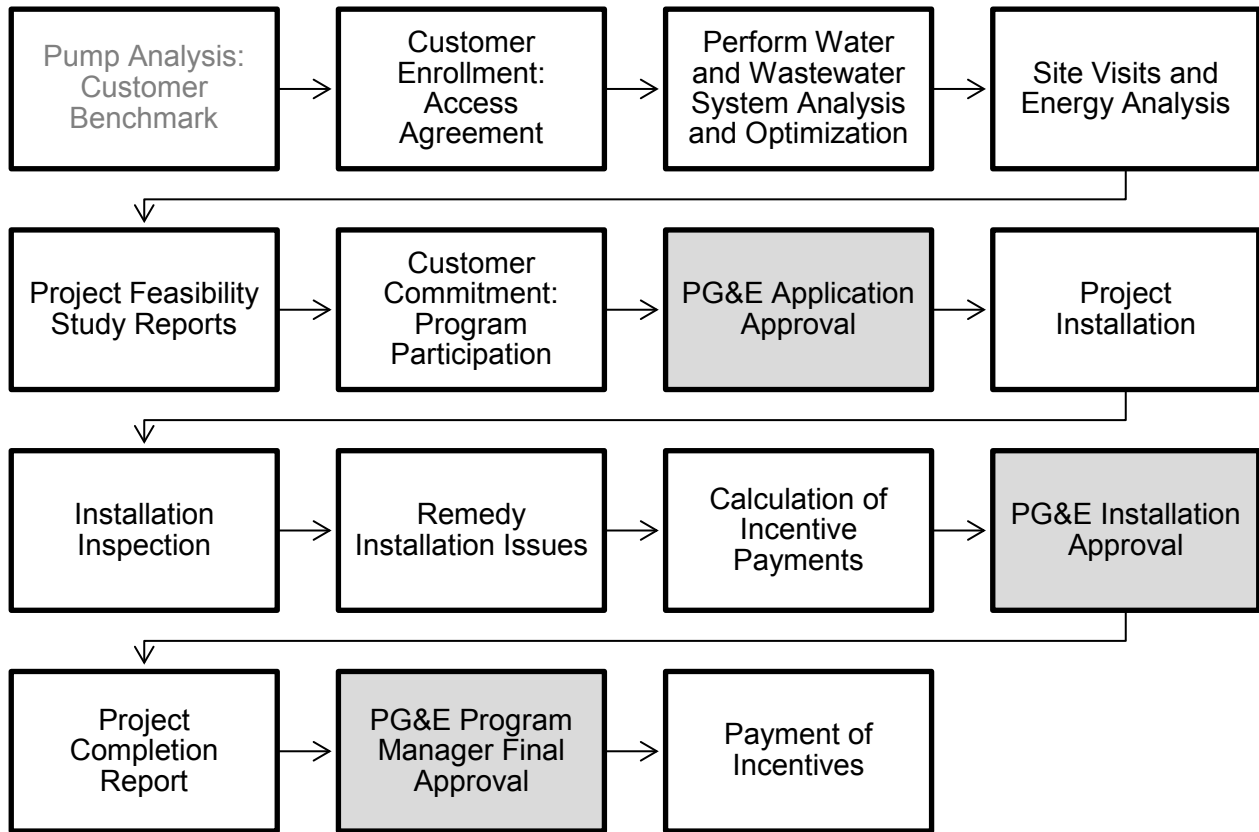 Pump Analysis:
Customer
Benchmark
Customer
Enrollment:
Access
Agreement
Perform Water
and Wastewater
System Analysis
and Optimization
Site Visits and
Energy Analysis
Project Feasibility
Study Reports
Customer
Commitment:
Program
Participation
PG&E Application
Approval
Project
Installation
Installation
Inspection
Remedy
Installation Issues
Calculation of
Incentive
Payments
PG&E Installation
Approval
Project
Completion
Report
PG&E Program
Manager Final
Approval
Payment of
Incentives